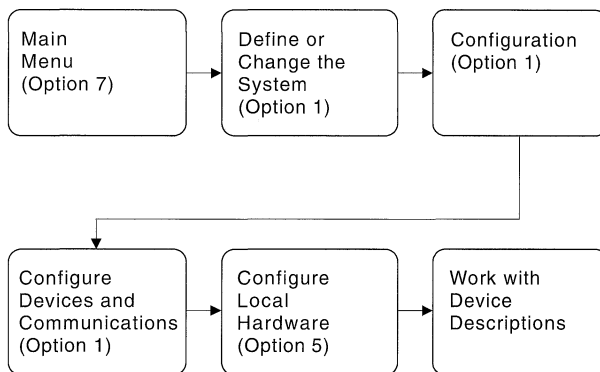 Main
Menu
(Option 7)
Define or
Change the
System
(Option 1)
Configuration
(Option 1)
Configure
Devices and
Communications
(Option 1)
Configure
Local
Hardware
(Option 5)
Work with
Device
Descriptions